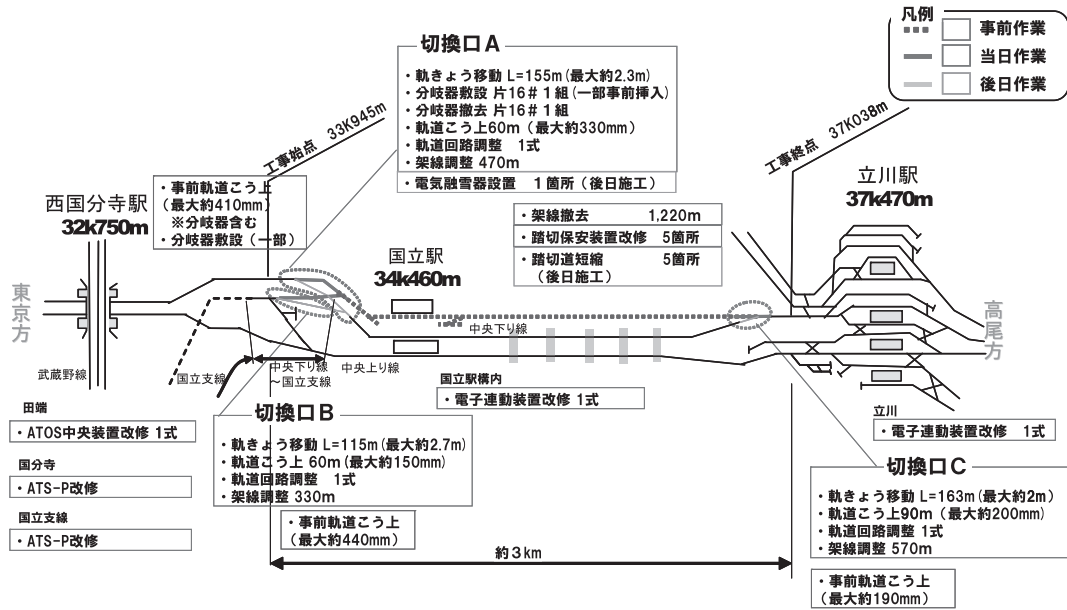 凡例
事前作業
当日作業
後日作業
切換口A
・軌きょう移動 L=155m(最大約2.3m)
・分岐器敷設 片16＃1組(一部事前挿入)
・分岐器撤去 片16＃1組
・軌道こう上60m（最大約330mm）
・軌道回路調整　1式
・架線調整 470m
・電気融雪器設置　1箇所（後日施工）
工事始点　33K945m
工事終点　37K038m
西国分寺駅
32k750m
・事前軌道こう上
（最大約410mm）
※分岐器含む
・分岐器敷設（一部）
国立駅
34k460m
・架線撤去　1,220m
・踏切保安装置改修　5箇所
・踏切道短縮　5箇所
（後日施工）
立川駅
37k470m
東京方
高尾方
中央下り線
武蔵野線
国立支線
中央下り線
～国立支線
中央上り線
国立駅構内
・電子連動装置改修 1式
田端
・ATOS中央装置改修 1式
国分寺
・ATS-P改修
国立支線
・ATS-P改修
切換口B
・軌きょう移動 L=115m(最大約2.7m)
・軌道こう上 60m(最大約150mm)
・軌道回路調整　1式
・架線調整 330m
・事前軌道こう上
（最大約440mm）
約3km
立川
・電子連動装置改修　1式
切換口C
・軌きょう移動 L=163m(最大約2m)
・軌道こう上90m（最大約200mm)
・軌道回路調整 1式
・架線調整 570m
・事前軌道こう上
（最大約190mm）